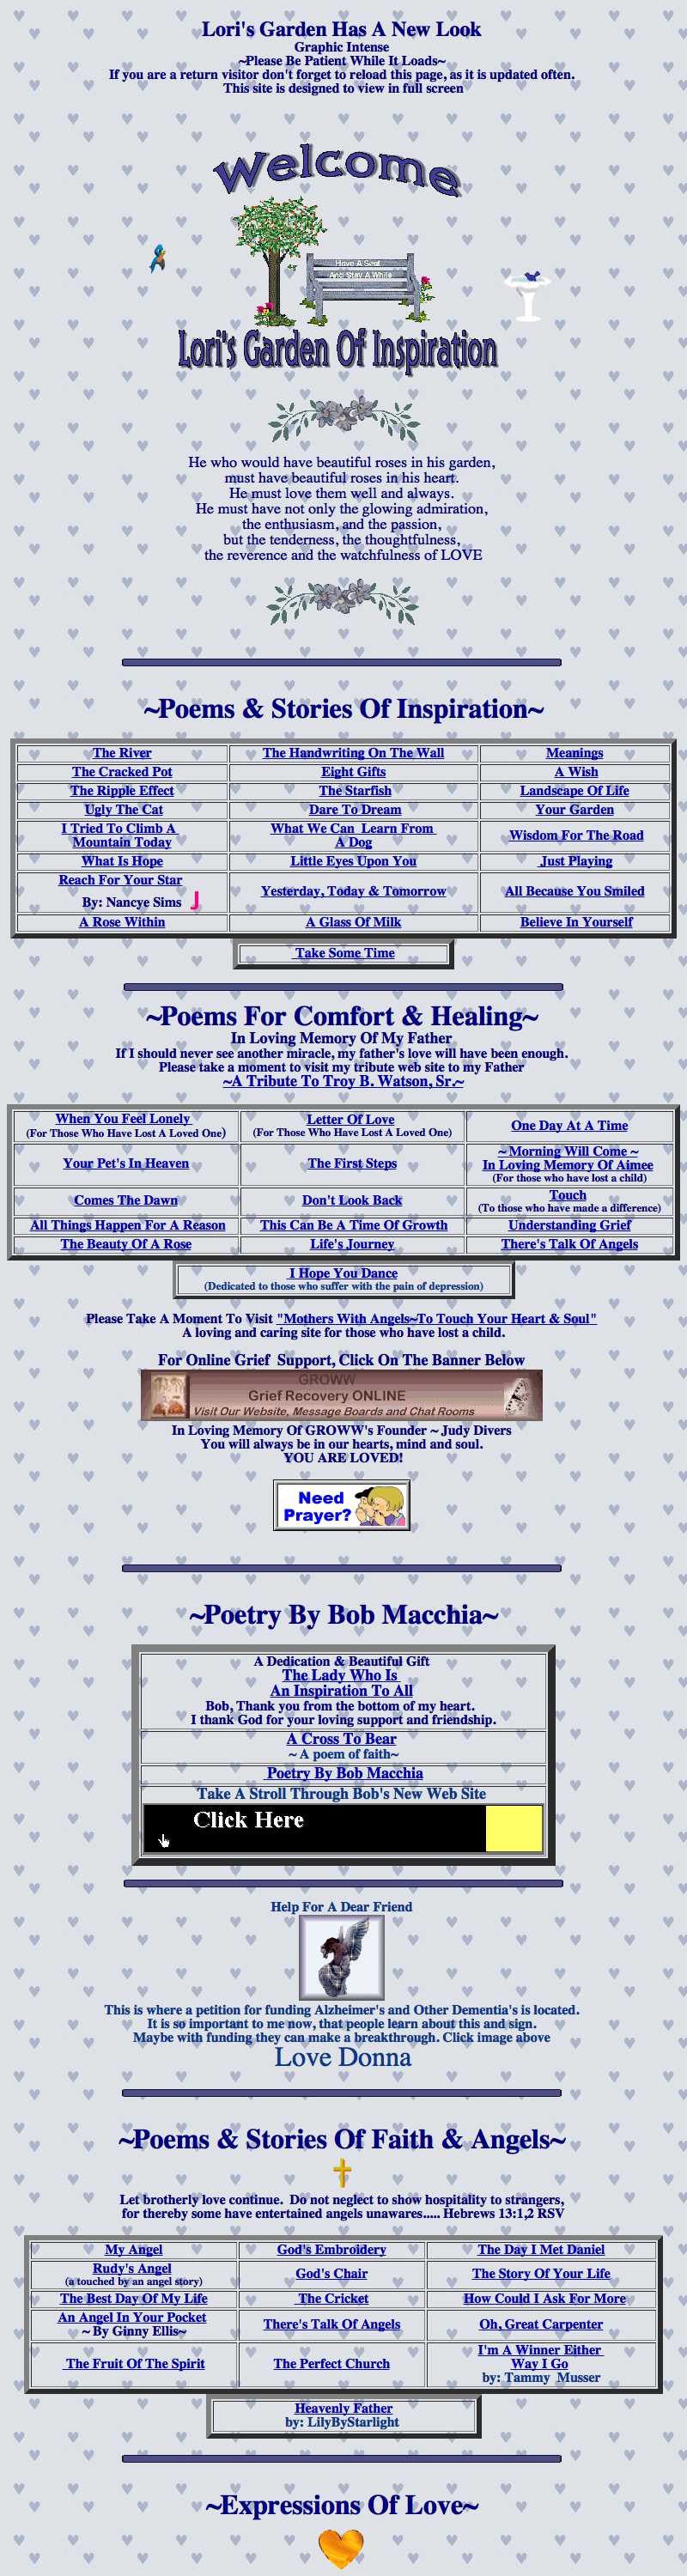 Lori's Garden Has A New Look
Graphic Intense
~Please Be Patient While It Loads~
If you are a return visitor don't forget to reload this page, as it is updated often.
This site is designed to view in full screen
Welcome
Have A Seat
And Stay A While
Lori's Garden Of Inspiration
He who would have beautiful roses in his garden,
must have beautiful roses in his heart.
He must love them well and always.
He must have not only the glowing admiration,
the enthusiasm, and the passion,
but the tenderness, the thoughtfulness,
the reverence and the watchfulness of LOVE
~Poems & Stories Of Inspiration~
The River
The Handwriting On The Wall
Meanings
The Cracked Pot
Eight Gifts
A Wish
The Ripple Effect
The Starfish
Landscape Of Life
Ugly The Cat
Dare To Dream
Your Garden
I Tried To Climb A
Mountain Today
What We Can Learn From
A Dog
Wisdom For The Road
What Is Hope
Little Eyes Upon You
Just Playing
Reach For Your Star
By: Nancye Sims
Yesterday, Today & Tomorrow
All Because You Smiled
A Rose Within
A Glass Of Milk
Believe In Yourself
Take Some Time
~Poems For Comfort & Healing~
In Loving Memory Of My Father
If I should never see another miracle, my father's love will have been enough.
Please take a moment to visit my tribute web site to my Father
~A Tribute To Troy B. Watson, Sr.~
When You Feel Lonely
(For Those Who Have Lost A Loved One)
Letter Of Love
(For Those Who Have Lost A Loved One)
One Day At A Time
Your Pet's In Heaven
The First Steps
~ Morning Will Come ~
In Loving Memory Of Aimee
(For those who have lost a child)
Comes The Dawn
Don't Look Back
Touch
(To those who have made a difference)
All Things Happen For A Reason
This Can Be A Time Of Growth
Understanding Grief
The Beauty Of A Rose
Life's Journey
There's Talk Of Angels
I Hope You Dance
(Dedicated to those who suffer with the pain of depression)
Please Take A Moment To Visit "Mothers With Angels~To Touch Your Heart & Soul"
A loving and caring site for those who have lost a child.
For Online Grief Support, Click On The Banner Below
GROWW
Grief Recovery ONLINE
Visit Our Website, Message Boards and Chat Rooms
In Loving Memory Of GROWW's Founder ~ Judy Divers
You will always be in our hearts, mind and soul.
YOU ARE LOVED!
Need
Prayer?
~Poetry By Bob Macchia~
A Dedication & Beautiful Gift
The Lady Who Is
An Inspiration To All
Bob, Thank you from the bottom of my heart.
I thank God for your loving support and friendship.
A Cross To Bear
~ A poem of faith~
Poetry By Bob Macchia
Take A Stroll Through Bob's New Web Site
Click Here
Help For A Dear Friend
This is where a petition for funding Alzheimer's and Other Dementia's is located.
It is so important to me now, that people learn about this and sign.
Maybe with funding they can make a breakthrough. Click image above
Love Donna
~Poems & Stories Of Faith & Angels~
Let brotherly love continue. Do not neglect to show hospitality to strangers,
for thereby some have entertained angels unawares..... Hebrews 13:1,2 RSV
My Angel
God's Embroidery
The Day I Met Daniel
Rudy's Angel
(a touched by an angel story)
God's Chair
The Story Of Your Life
The Best Day Of My Life
The Cricket
How Could I Ask For More
An Angel In Your Pocket
~ By Ginny Ellis~
There's Talk Of Angels
Oh, Great Carpenter
The Fruit Of The Spirit
The Perfect Church
I'm A Winner Either
Way I Go
by: Tammy Musser
Heavenly Father
by: LilyByStarlight
~Expressions Of Love~